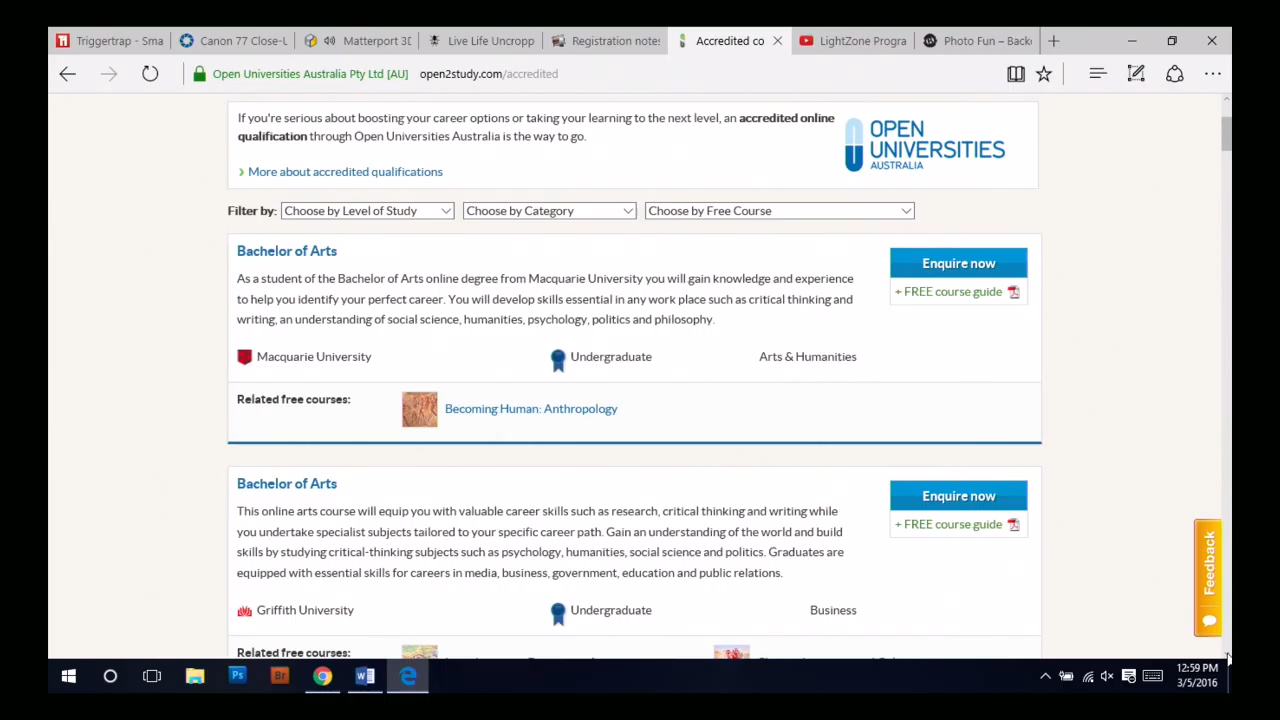 Triggertrap - Sma
Canon 77 Close-U
Matterport 3D
Live Life Uncropp
Registration notes
Accredited co
LightZone Progra
Photo Fun – Back
Open Universities Australia Pty Ltd [AU]
open2study.com/accredited
If you're serious about boosting your career options or taking your learning to the next level, an accredited online
qualification through Open Universities Australia is the way to go.
OPEN
UNIVERSITIES
AUSTRALIA
More about accredited qualifications
Filter by: Choose by Level of Study Choose by Category Choose by Free Course
Bachelor of Arts
Enquire now
As a student of the Bachelor of Arts online degree from Macquarie University you will gain knowledge and experience
to help you identify your perfect career. You will develop skills essential in any work place such as critical thinking and
writing, an understanding of social science, humanities, psychology, politics and philosophy.
+ FREE course guide
Macquarie University Undergraduate Arts & Humanities
Related free courses: Becoming Human: Anthropology
Bachelor of Arts
Enquire now
This online arts course will equip you with valuable career skills such as research, critical thinking and writing while
you undertake specialist subjects tailored to your specific career path. Gain an understanding of the world and build
skills by studying critical-thinking subjects such as psychology, humanities, social science and politics. Graduates are
equipped with essential skills for careers in media, business, government, education and public relations.
+ FREE course guide
Feedback
Griffith University Undergraduate Business
Related free courses:
Ps
Br
12:59 PM
3/5/2016